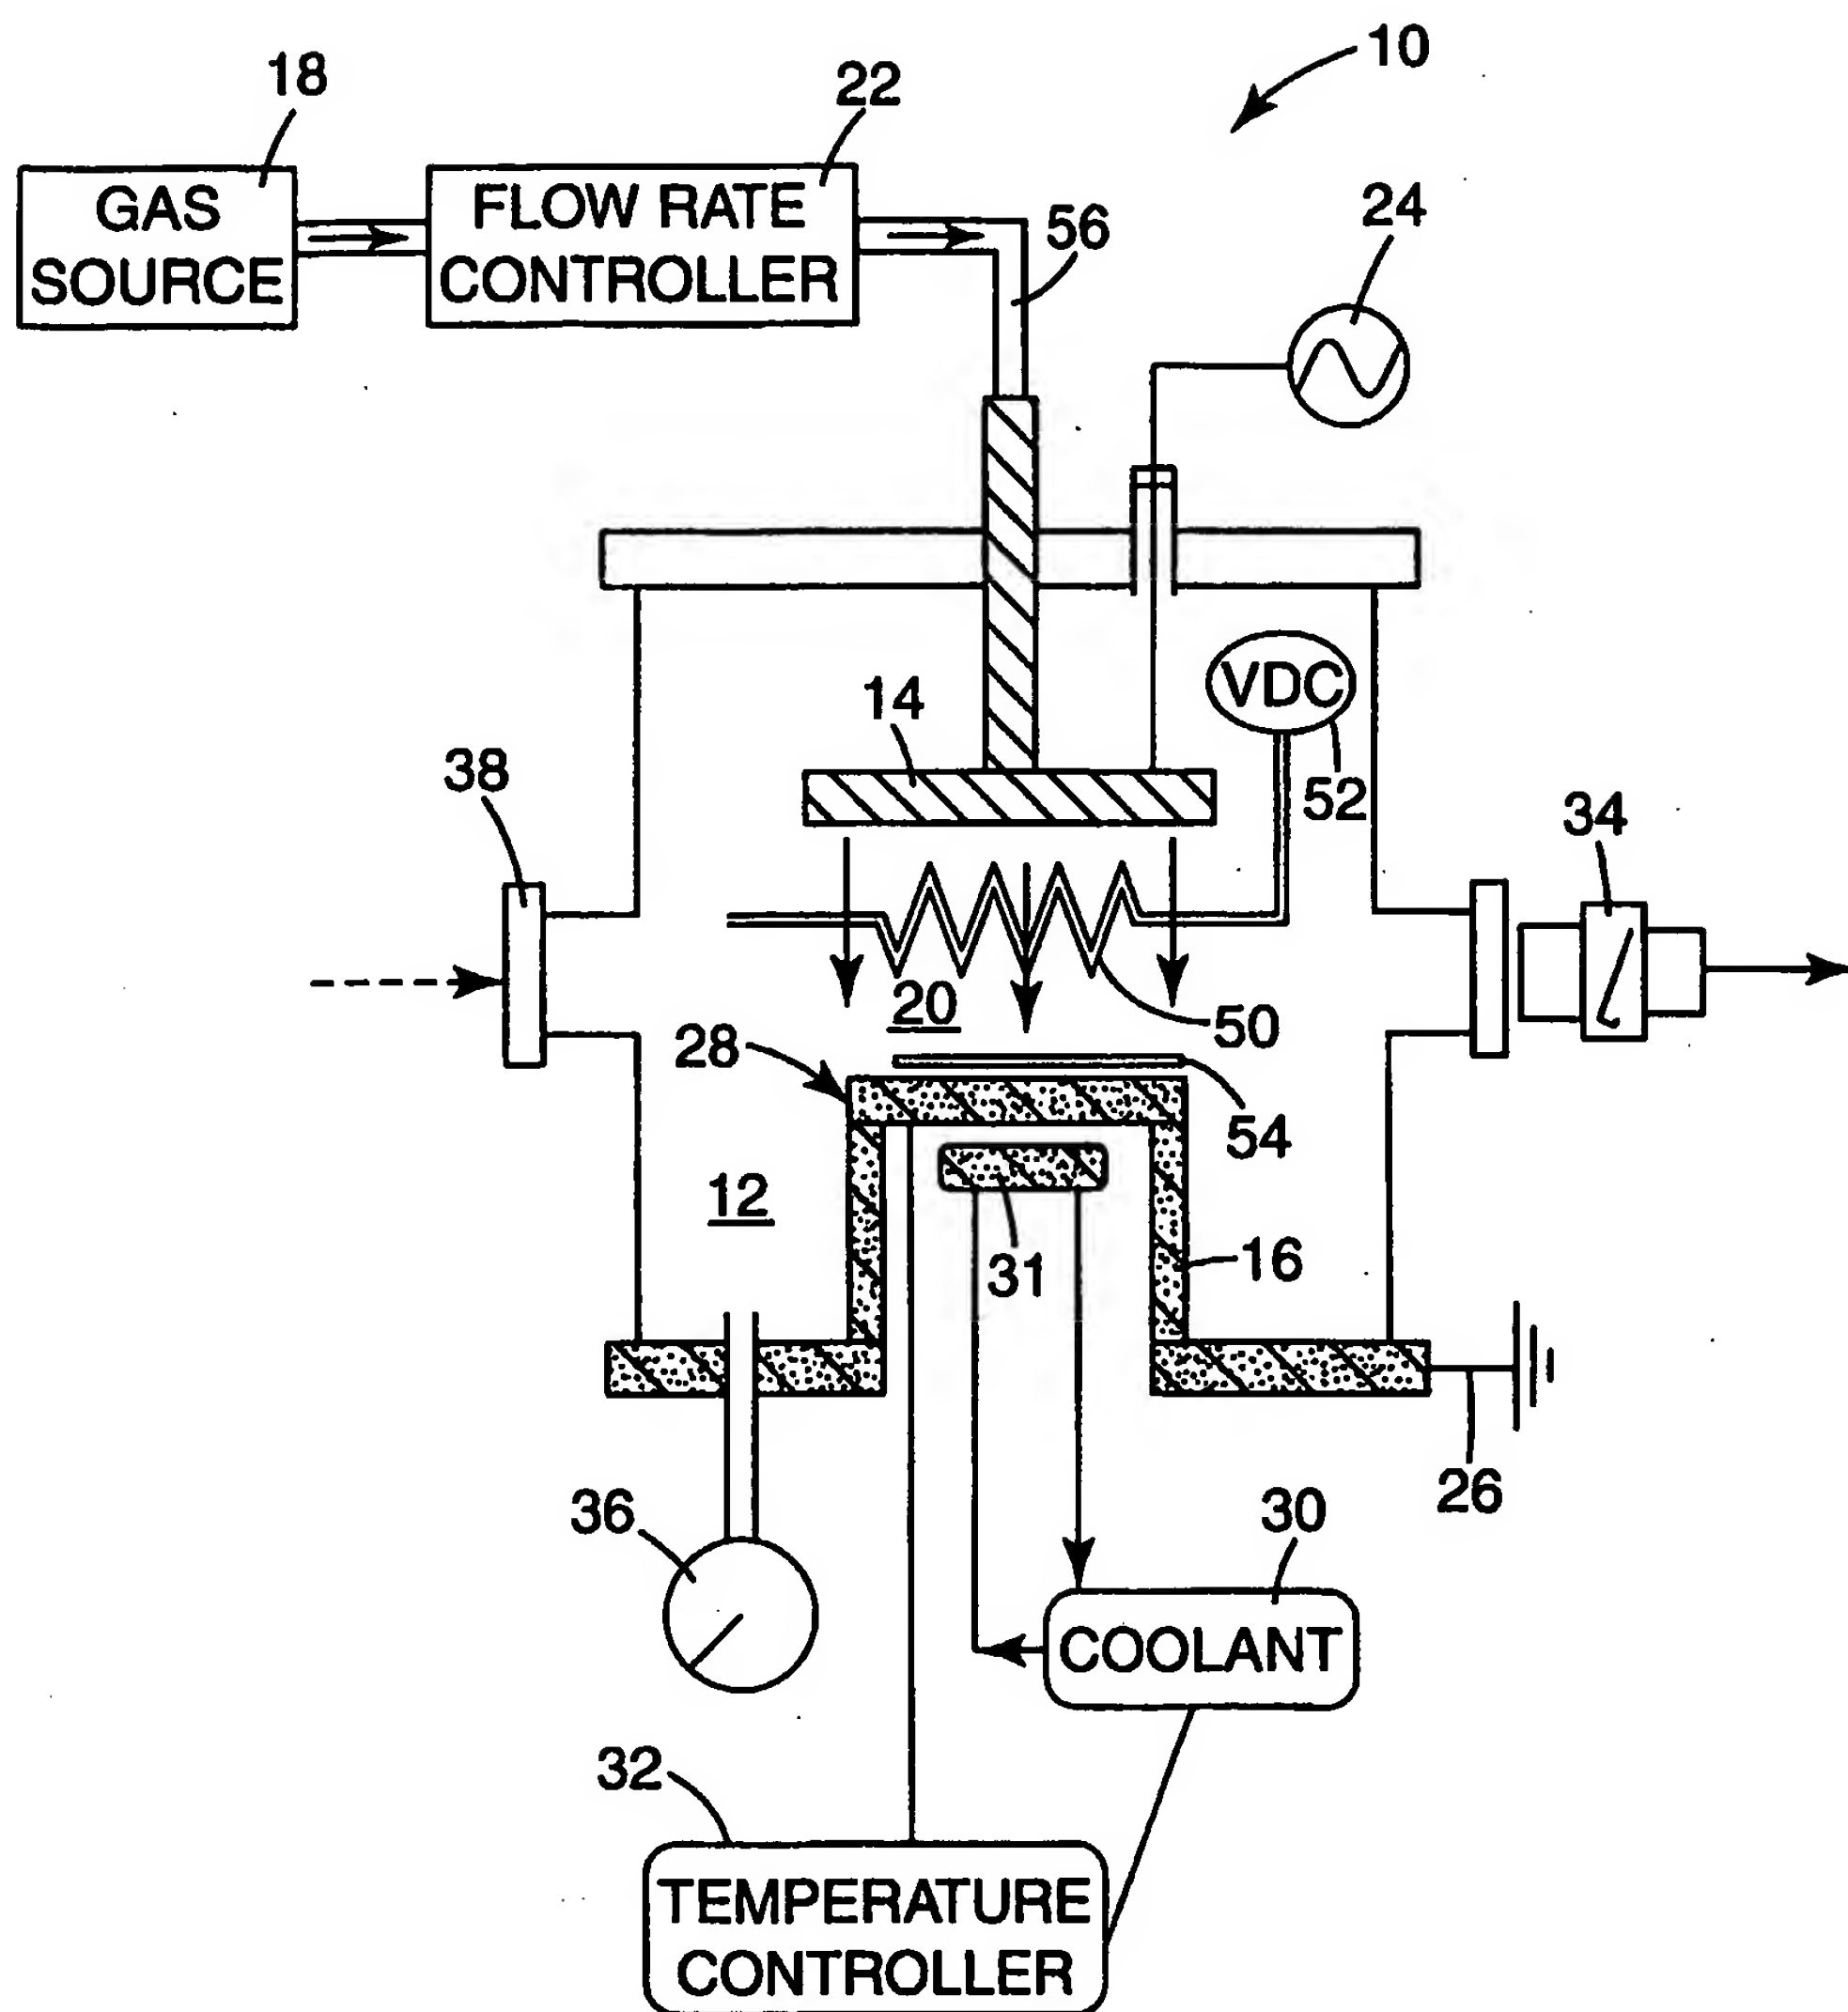 10
18
22
GAS
SOURCE
FLOW RATE
CONTROLLER
56
24
VDC
14
52
38
34
20
50
28
54
12
31
16
26
36
30
COOLANT
32
TEMPERATURE
CONTROLLER